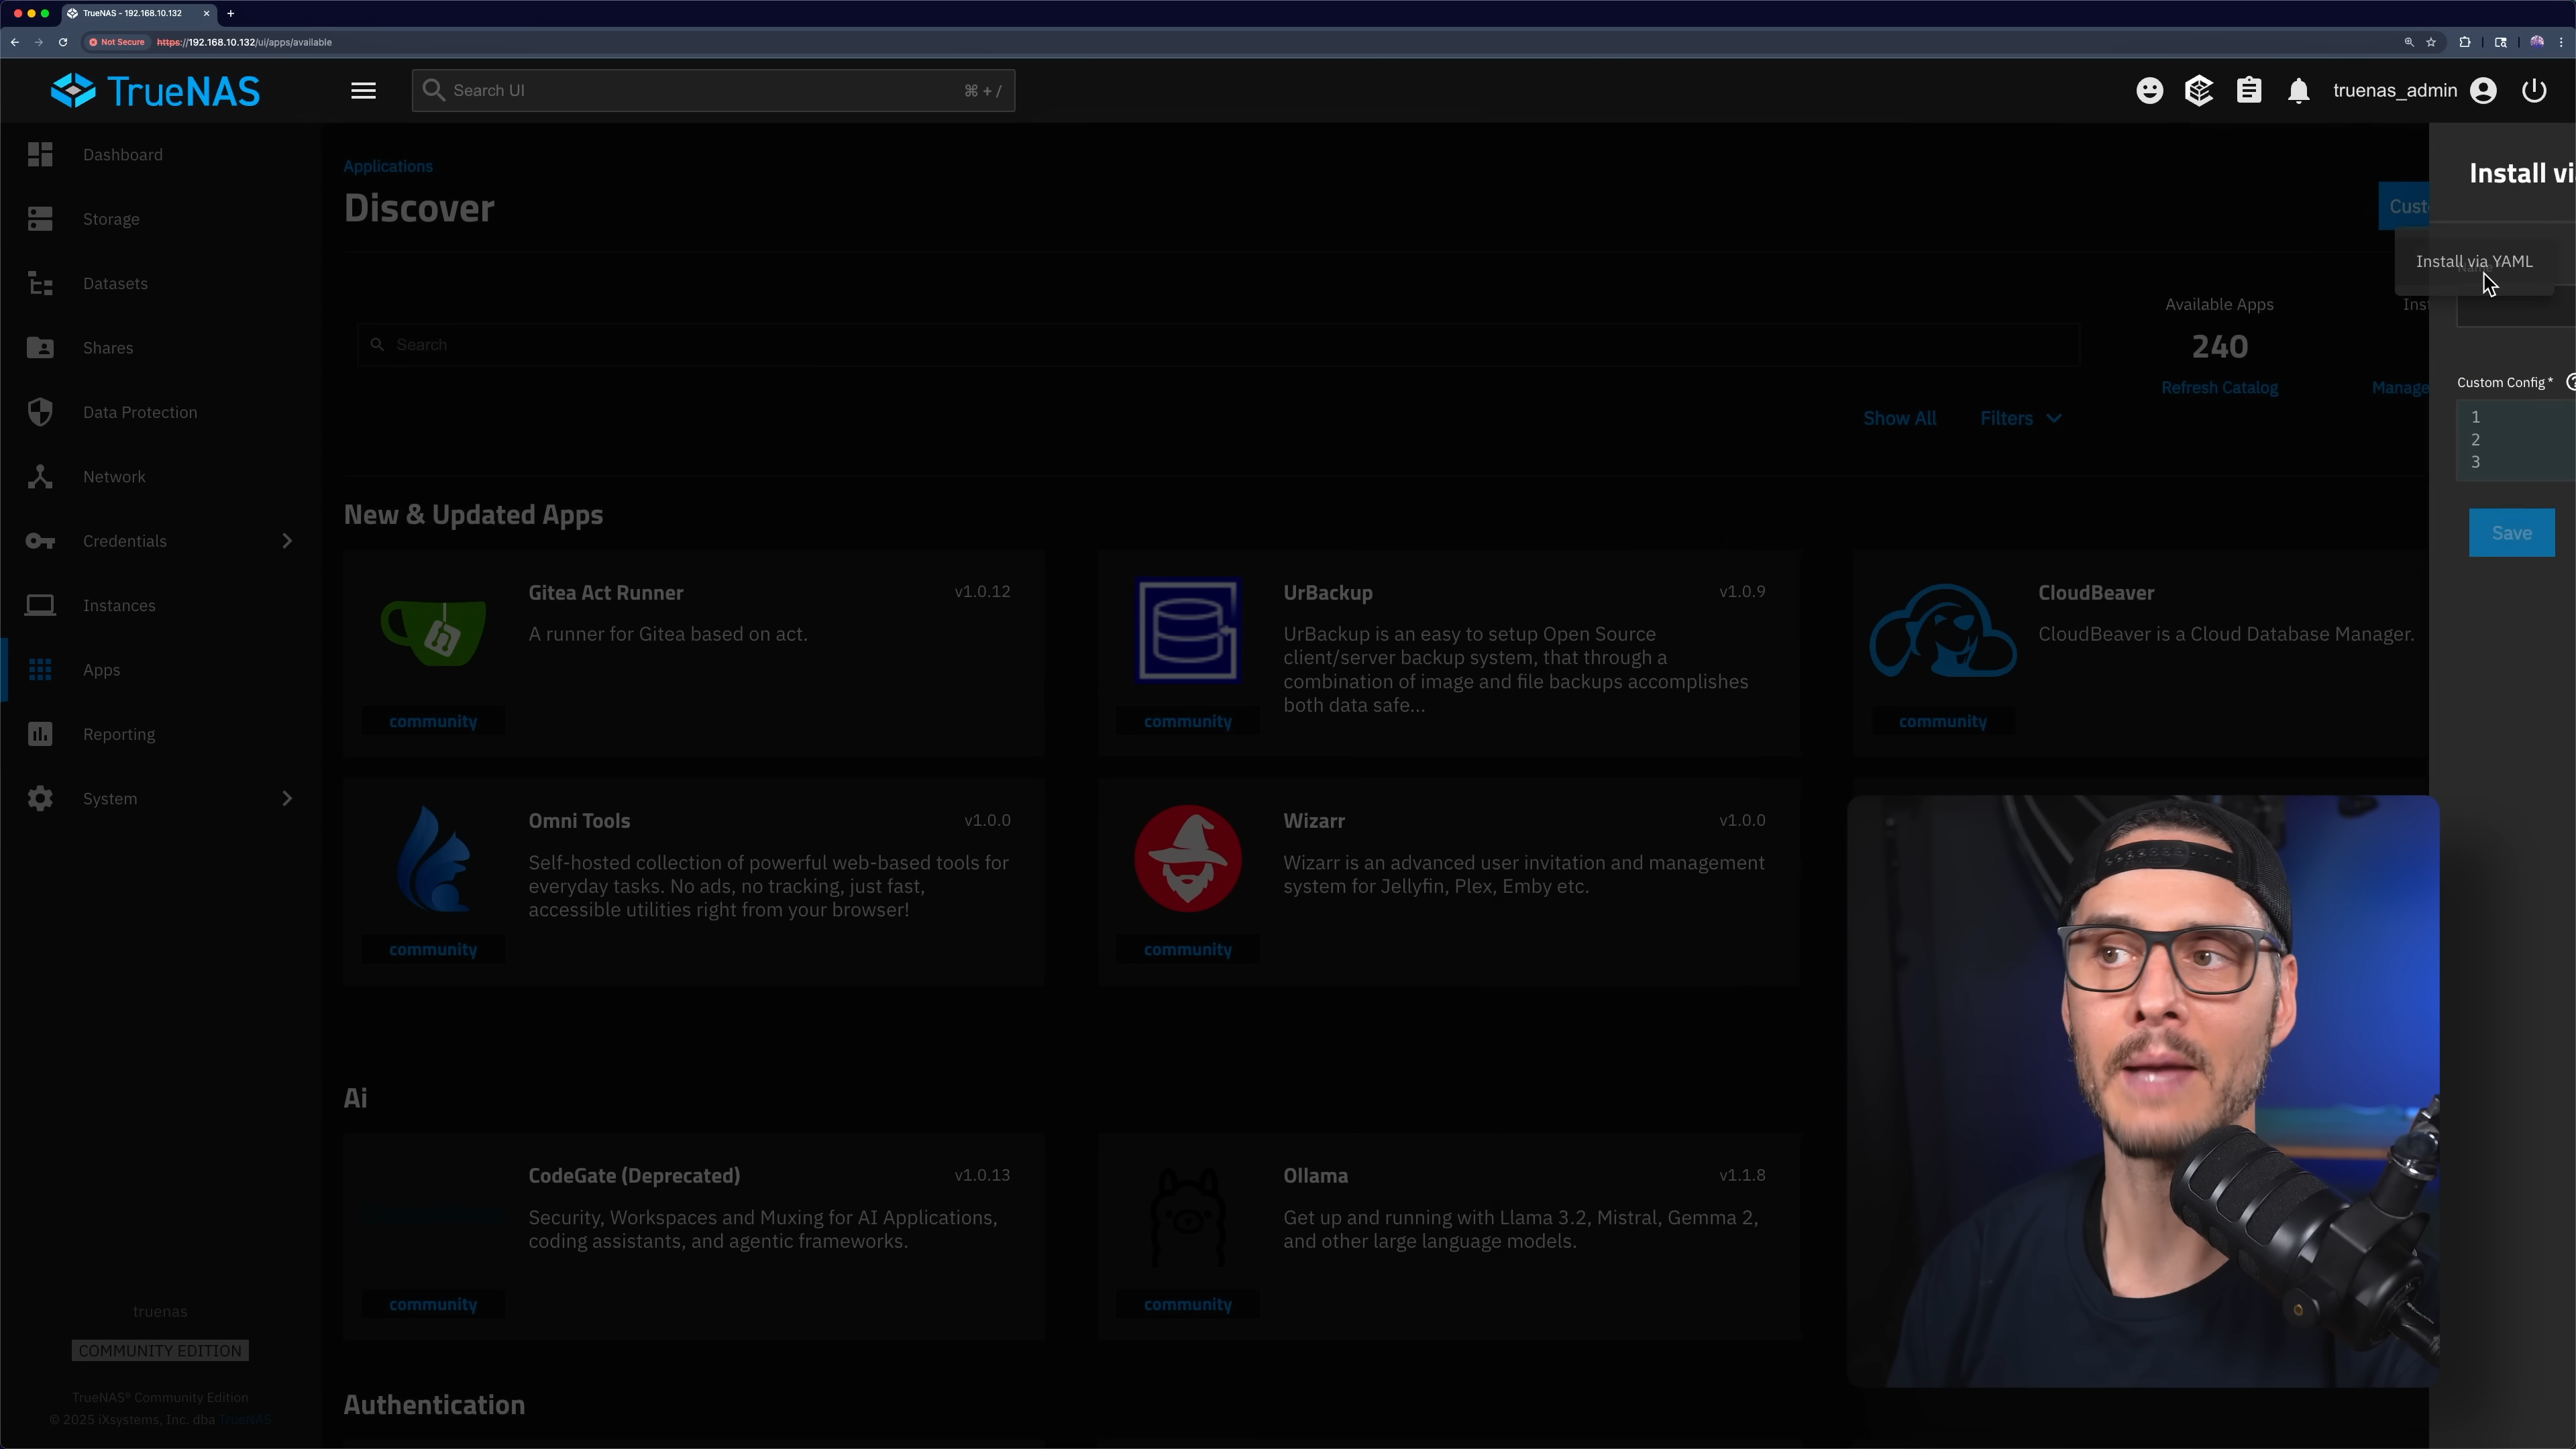 TrueNAS - 192.168.10.132
Not Secure https://192.168.10.132/ui/apps/available
TrueNAS
Search UI
⌘ + /
truenas_admin
Dashboard
Storage
Datasets
Shares
Data Protection
Network
Credentials
Instances
Apps
Reporting
System
truenas
COMMUNITY EDITION
TrueNAS® Community Edition
© 2025 iXsystems, Inc. dba TrueNAS
Applications
Discover
Search
Available Apps
240
Refresh Catalog
Manage
Show All
Filters
New & Updated Apps
Gitea Act Runner
v1.0.12
A runner for Gitea based on act.
community
UrBackup
v1.0.9
UrBackup is an easy to setup Open Source
client/server backup system, that through a
combination of image and file backups accomplishes
both data safe...
community
CloudBeaver
CloudBeaver is a Cloud Database Manager.
community
Omni Tools
v1.0.0
Self-hosted collection of powerful web-based tools for
everyday tasks. No ads, no tracking, just fast,
accessible utilities right from your browser!
community
Wizarr
v1.0.0
Wizarr is an advanced user invitation and management
system for Jellyfin, Plex, Emby etc.
community
Ai
CodeGate (Deprecated)
v1.0.13
Security, Workspaces and Muxing for AI Applications,
coding assistants, and agentic frameworks.
community
Ollama
v1.1.8
Get up and running with Llama 3.2, Mistral, Gemma 2,
and other large language models.
community
Authentication
Install vi
Install via YAML
Custom Config *
1
2
3
Save